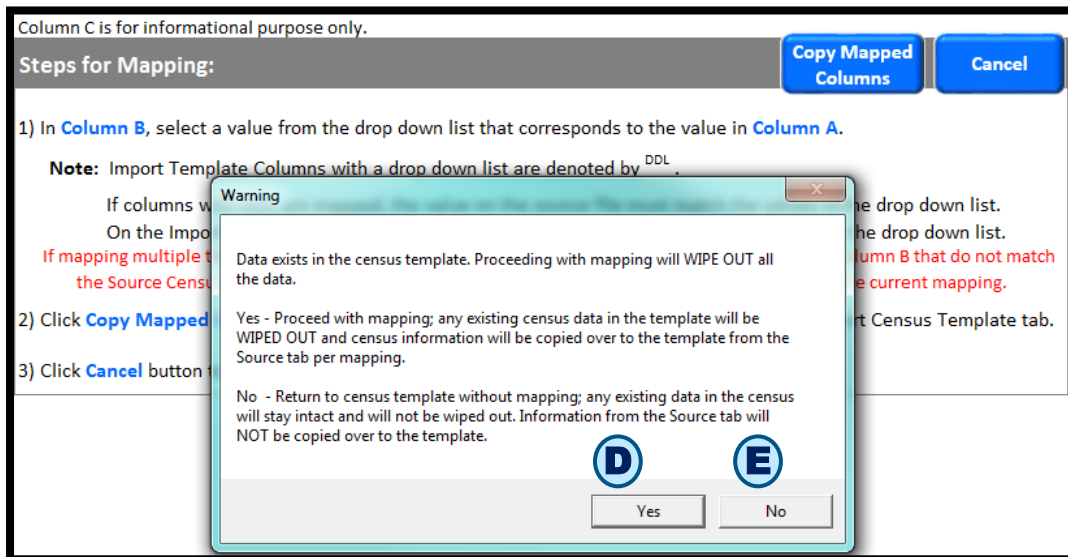 Column C is for informational purpose only.
Steps for Mapping:
Copy Mapped
Columns
Cancel
1) In Column B, select a value from the drop down list that corresponds to the value in Column A.
Note: Import Template Columns with a drop down list are denoted by DDL.
If columns w
he drop down list.
On the Impo
he drop down list.
If mapping multiple t
lumn B that do not match
the Source Censu
e current mapping.
2) Click Copy Mapped
rt Census Template tab.
3) Click Cancel button t
Warning
Data exists in the census template. Proceeding with mapping will WIPE OUT all
the data.
Yes - Proceed with mapping; any existing census data in the template will be
WIPED OUT and census information will be copied over to the template from the
Source tab per mapping.
No - Return to census template without mapping; any existing data in the census
will stay intact and will not be wiped out. Information from the Source tab will
NOT be copied over to the template.
D
E
Yes
No